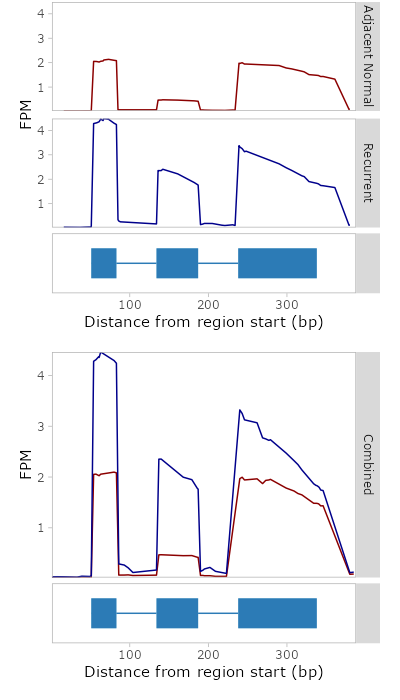 4
3
2
1
Adjacent Normal
FPM
4
3
2
1
Recurrent
100 200 300
Distance from region start (bp)
4
3
2
1
FPM
Combined
100 200 300
Distance from region start (bp)